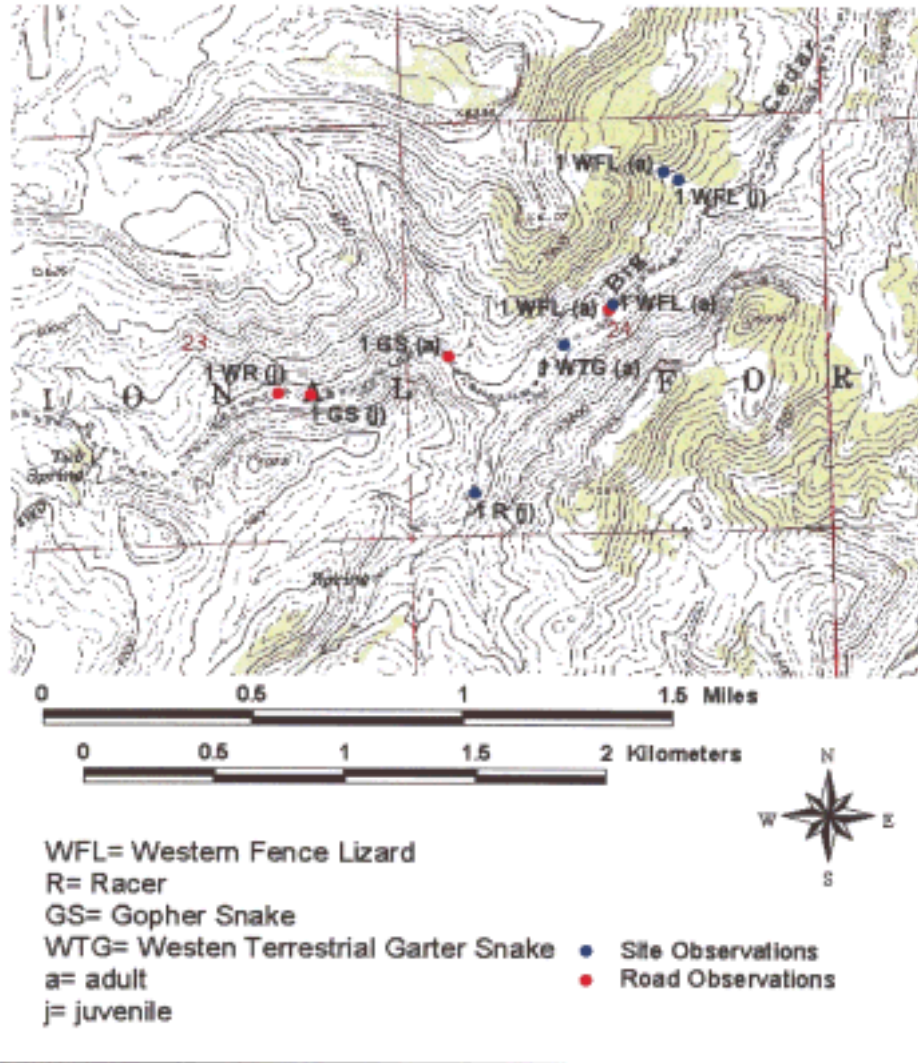 Cedar
1 WFL (a)
1 WFL (j)
Big
1 WFL (a)
1 WFL (a)
24
23
1 GS (a)
1 WTG (a)
1 WR (j)
1 GS (j)
I O N A L F O R
Spring
1 R (j)
Spring
0 0.5 1 1.5 Miles
0 0.5 1 1.5 2 Kilometers
N
W E
S
WFL= Western Fence Lizard
R= Racer
GS= Gopher Snake
WTG= Westen Terrestrial Garter Snake
a= adult
j= juvenile
Site Observations
Road Observations